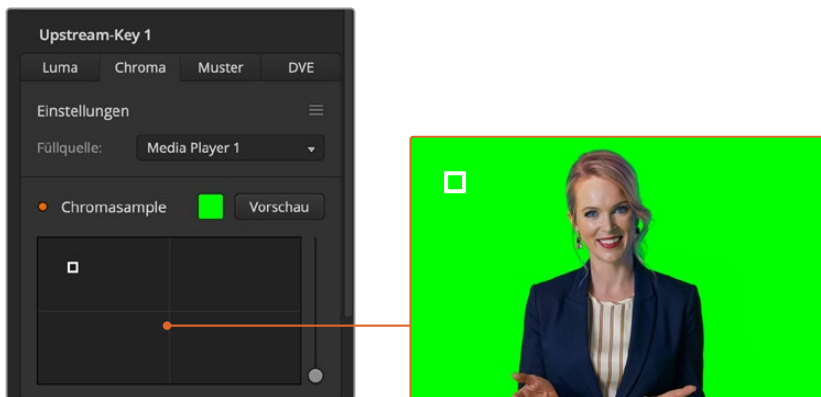 Upstream-Key 1
Luma Chroma Muster DVE
Einstellungen
Füllquelle: Media Player 1
Chromasample Vorschau